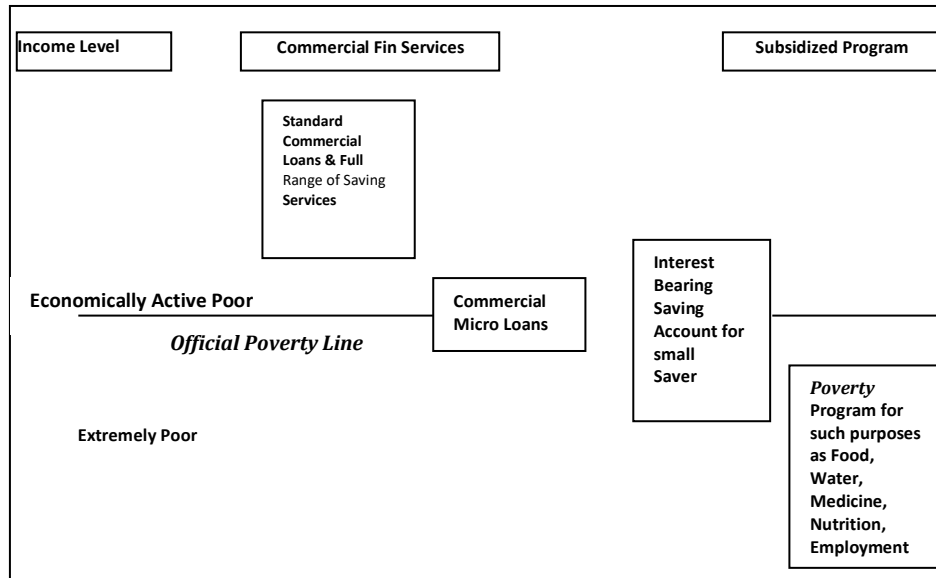 Income Level
Commercial Fin Services
Subsidized Program
Standard
Commercial
Loans & Full
Range of Saving
Services
Interest
Bearing
Saving
Account for
small
Saver
Economically Active Poor
Commercial
Micro Loans
Official Poverty Line
Poverty
Program for
such purposes
as Food,
Water,
Medicine,
Nutrition,
Employment
Extremely Poor